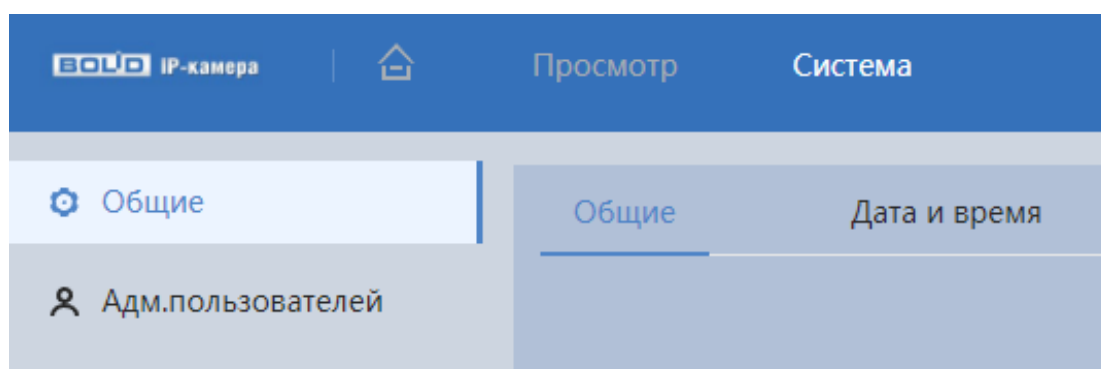 BOLID IP-камера Просмотр Система
Общие
Общие Дата и время
Адм.пользователей